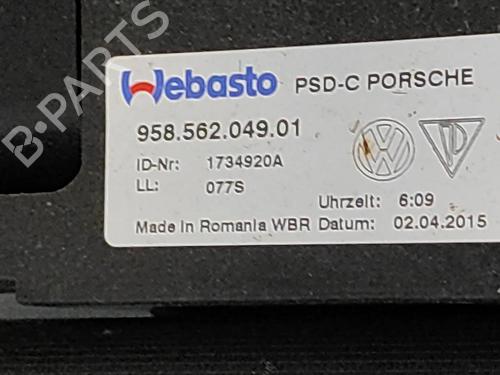 Webasto PSD-C PORSCHE
958.562.049.01
ID-Nr: 1734920A
LL: 077S
Uhrzeit: 6:09
Made in Romania WBR Datum: 02.04.2015